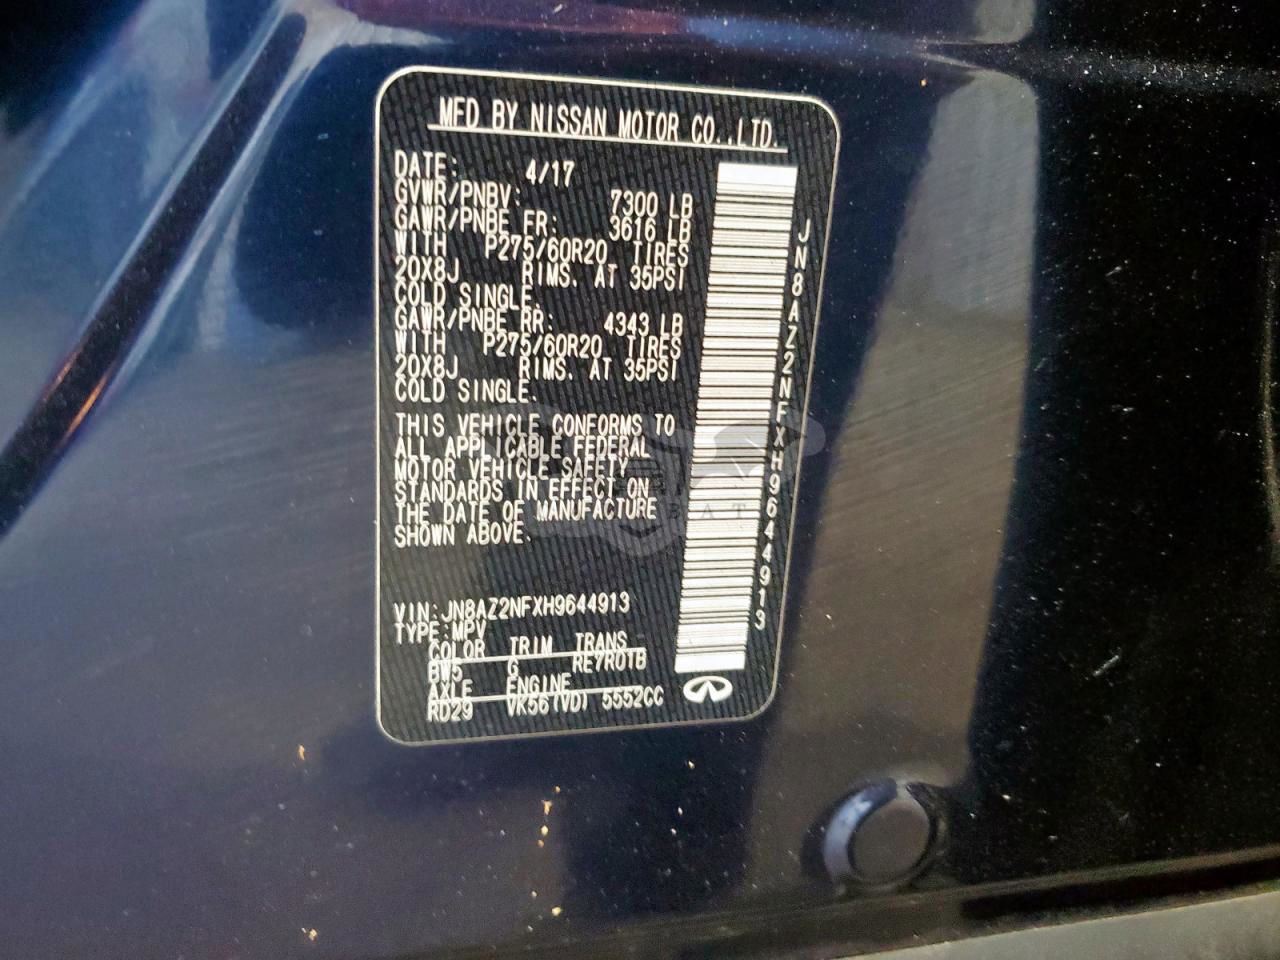 MFD BY NISSAN MOTOR CO.,LTD.
DATE: 4/17
GVWR/PNBV: 7300 LB
GAWR/PNBE FR: 3616 LB
WITH P275/60R20 TIRES
20X8J RIMS. AT 35PSI
COLD SINGLE.
GAWR/PNBE RR: 4343 LB
WITH P275/60R20 TIRES
20X8J RIMS. AT 35PSI
COLD SINGLE.
THIS VEHICLE CONFORMS TO
ALL APPLICABLE FEDERAL
MOTOR VEHICLE SAFETY
STANDARDS IN EFFECT ON
THE DATE OF MANUFACTURE
SHOWN ABOVE.
VIN:JN8AZ2NFXH9644913
TYPE:MPV
COLOR TRIM TRANS
BW5 G RE7R01B
AXLE ENGINE
RD29 VK56(VD) 5552CC
JN8AZ2NFXH9644913